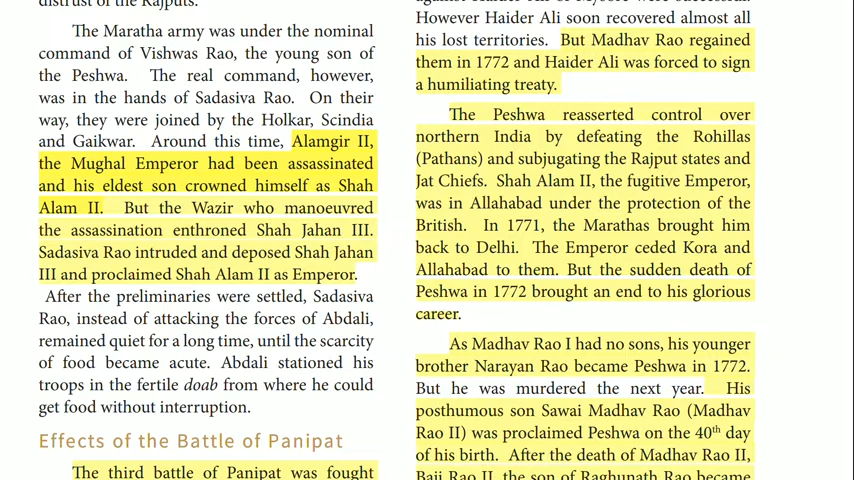 distrust of the Rajputs.
The Maratha army was under the nominal
command of Vishwas Rao, the young son of
the Peshwa. The real command, however,
was in the hands of Sadasiva Rao. On their
way, they were joined by the Holkar, Scindia
and Gaikwar. Around this time, Alamgir II,
the Mughal Emperor had been assassinated
and his eldest son crowned himself as Shah
Alam II. But the Wazir who manoeuvred
the assassination enthroned Shah Jahan III.
Sadasiva Rao intruded and deposed Shah Jahan
III and proclaimed Shah Alam II as Emperor.
After the preliminaries were settled, Sadasiva
Rao, instead of attacking the forces of Abdali,
remained quiet for a long time, until the scarcity
of food became acute. Abdali stationed his
troops in the fertile doab from where he could
get food without interruption.
Effects of the Battle of Panipat
The third battle of Panipat was fought
against Haider Ali of Mysore were successful.
However Haider Ali soon recovered almost all
his lost territories. But Madhav Rao regained
them in 1772 and Haider Ali was forced to sign
a humiliating treaty.
The Peshwa reasserted control over
northern India by defeating the Rohillas
(Pathans) and subjugating the Rajput states and
Jat Chiefs. Shah Alam II, the fugitive Emperor,
was in Allahabad under the protection of the
British. In 1771, the Marathas brought him
back to Delhi. The Emperor ceded Kora and
Allahabad to them. But the sudden death of
Peshwa in 1772 brought an end to his glorious
career.
As Madhav Rao I had no sons, his younger
brother Narayan Rao became Peshwa in 1772.
But he was murdered the next year. His
posthumous son Sawai Madhav Rao (Madhav
Rao II) was proclaimed Peshwa on the 40th day
of his birth. After the death of Madhav Rao II,
Baji Rao II, the son of Raghunath Rao became